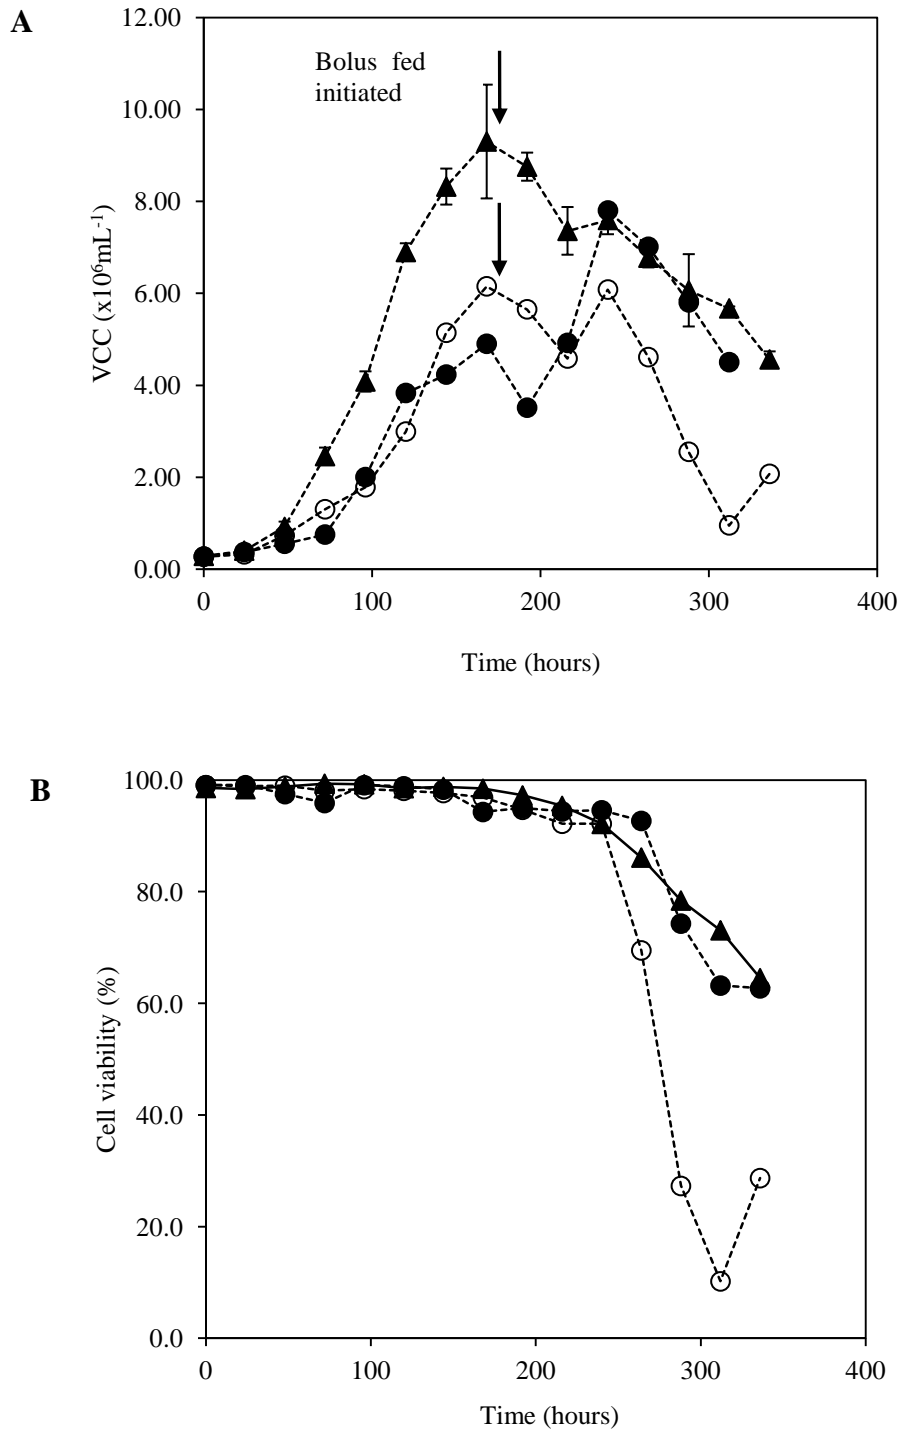 A
12.00
Bolus fed
initiated
10.00
8.00
6.00
4.00
2.00
0.00
VCC (x10⁶mL⁻¹)
0 100 200 300 400
Time (hours)
B
100.0
80.0
60.0
40.0
20.0
0.0
Cell viability (%)
0 100 200 300 400
Time (hours)